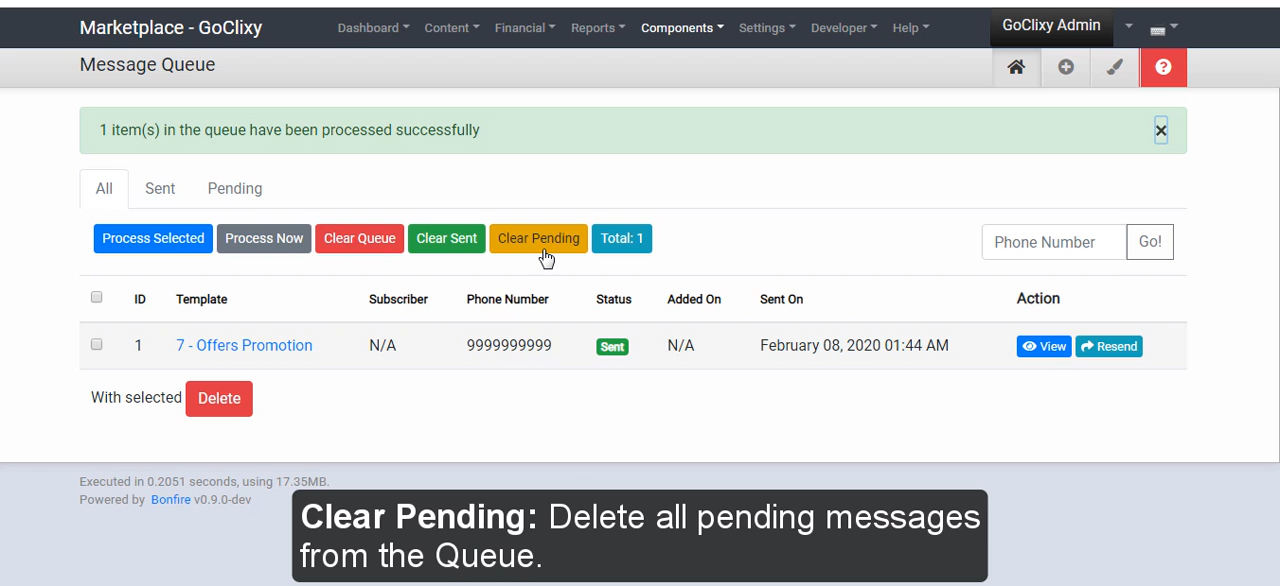 Marketplace - GoClixy
Dashboard Content Financial Reports Components Settings Developer Help GoClixy Admin
Message Queue
1 item(s) in the queue have been processed successfully
All Sent Pending
Process Selected Process Now Clear Queue Clear Sent Clear Pending Total: 1 Phone Number Go!
ID Template Subscriber Phone Number Status Added On Sent On Action
1 7 - Offers Promotion N/A 9999999999 Sent N/A February 08, 2020 01:44 AM View Resend
With selected Delete
Executed in 0.2051 seconds, using 17.35MB.
Powered by Bonfire v0.9.0-dev
Clear Pending: Delete all pending messages
from the Queue.